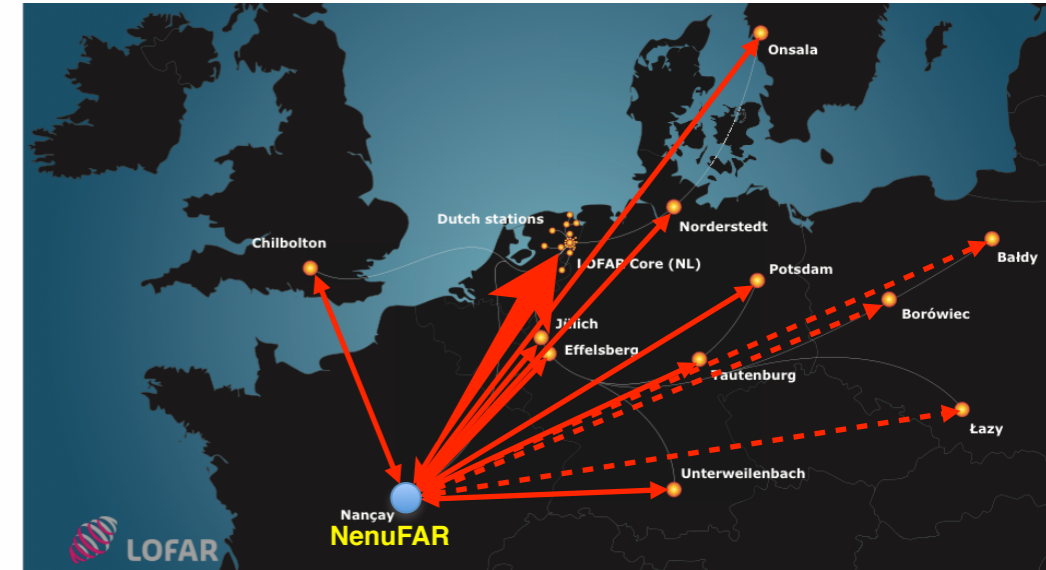 Onsala
Dutch stations
Norderstedt
Chilbolton
LOFAR Core (NL)
Bałdy
Potsdam
Borówiec
Jülich
Effelsberg
Tautenburg
Łazy
Unterweilenbach
Nançay
NenuFAR
LOFAR